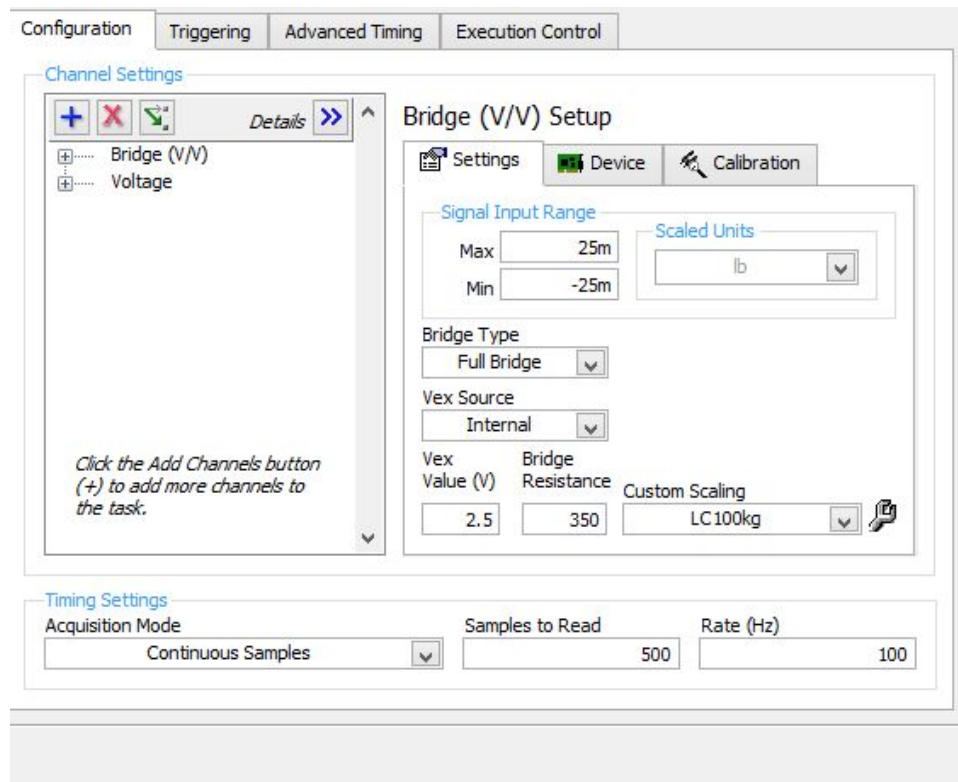 Configuration
Triggering
Advanced Timing
Execution Control
Channel Settings
Details
Bridge (V/V)
Voltage
Click the Add Channels button
(+) to add more channels to
the task.
Bridge (V/V) Setup
Settings
Device
Calibration
Signal Input Range
Max
25m
Min
-25m
Scaled Units
lb
Bridge Type
Full Bridge
Vex Source
Internal
Vex
Value (V)
2.5
Bridge
Resistance
350
Custom Scaling
LC100kg
Timing Settings
Acquisition Mode
Continuous Samples
Samples to Read
500
Rate (Hz)
100